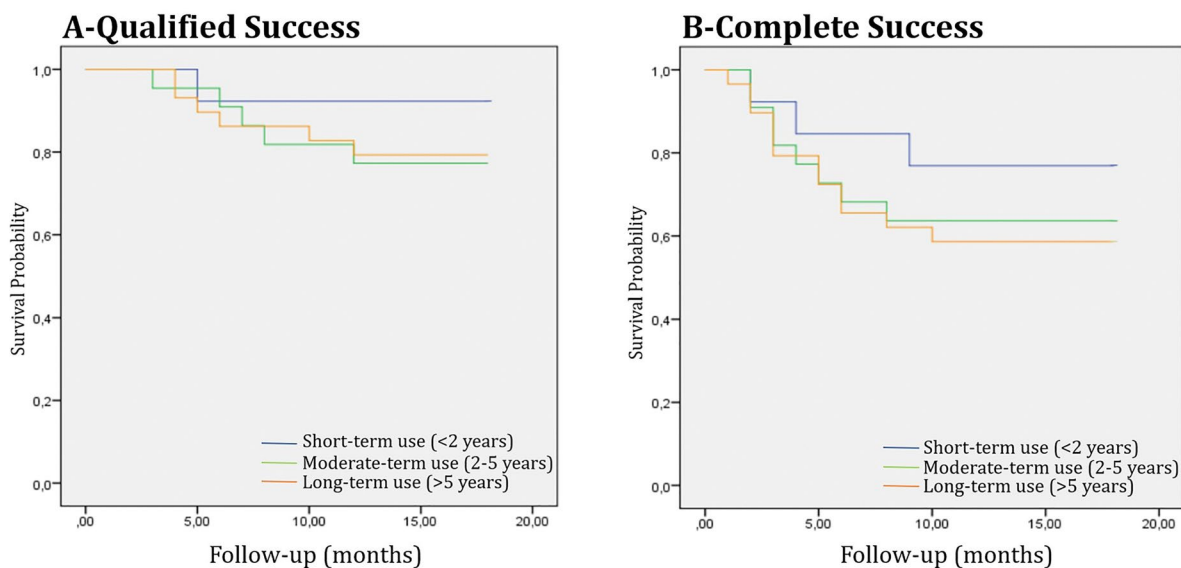 A-Qualified Success
1,0
0,8
0,6
0,4
0,2
0,0
Survival Probability
Short-term use (<2 years)
Moderate-term use (2-5 years)
Long-term use (>5 years)
,00
5,00
10,00
15,00
20,00
Follow-up (months)
B-Complete Success
1,0
0,8
0,6
0,4
0,2
0,0
Survival Probability
Short-term use (<2 years)
Moderate-term use (2-5 years)
Long-term use (>5 years)
,00
5,00
10,00
15,00
20,00
Follow-up (months)